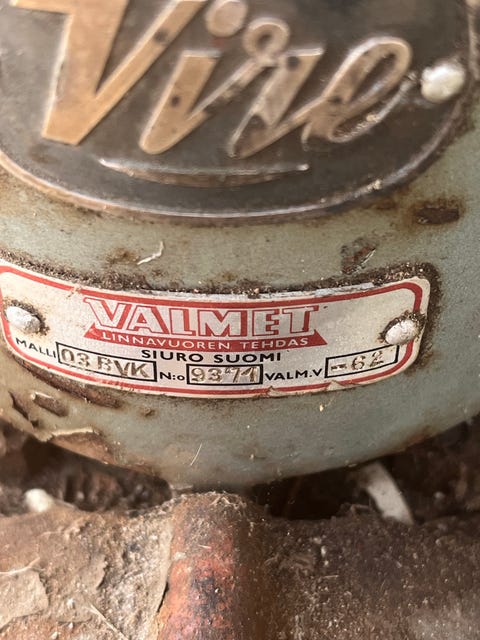 Vire
VALMET
LINNAVUOREN TEHDAS
SIURO SUOMI
MALLI 03 BVK N:o 9371 VALM.V -62